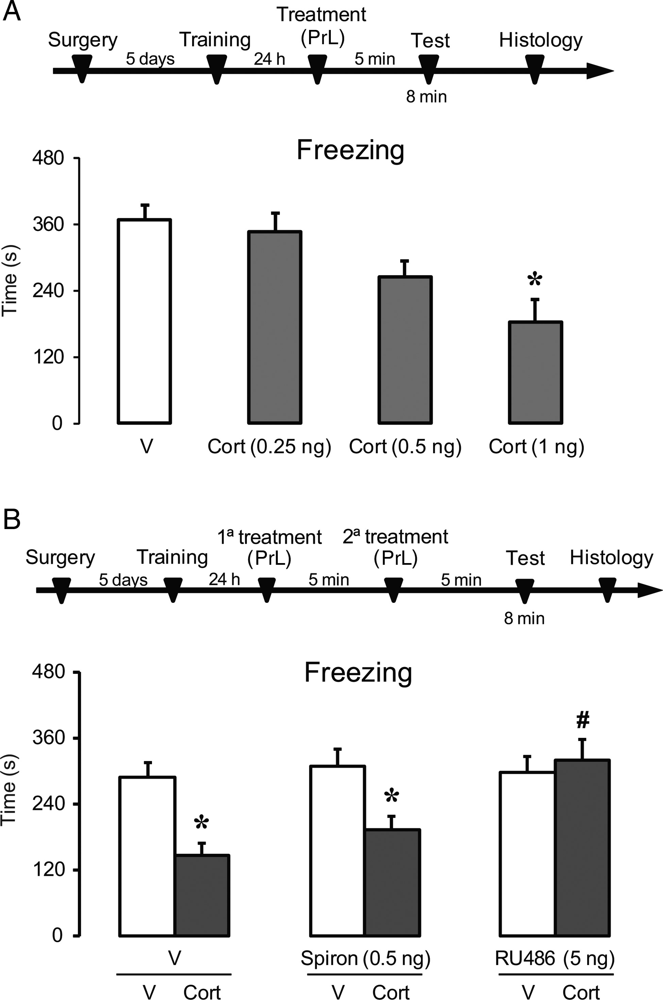 A
Surgery
Training
Treatment
(PrL)
Test
Histology
5 days
24 h
5 min
8 min
Freezing
Time (s)
480
360
240
120
0
*
V
Cort (0.25 ng)
Cort (0.5 ng)
Cort (1 ng)
B
Surgery
Training
1ª treatment
(PrL)
2ª treatment
(PrL)
Test
Histology
5 days
24 h
5 min
5 min
8 min
Freezing
Time (s)
480
360
240
120
0
*
*
#
V
Spiron (0.5 ng)
RU486 (5 ng)
V
Cort
V
Cort
V
Cort